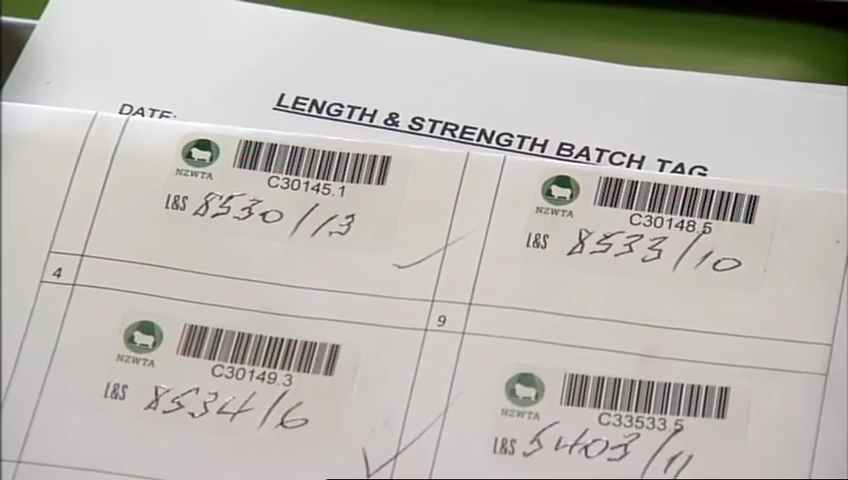 LENGTH & STRENGTH BATCH TAG
DATE:
NZWTA
C30145.1
L&S 8530/13
NZWTA
C30148.5
L&S 8533/10
4
NZWTA
C30149.3
L&S 8534/6
9
NZWTA
C33533.5
L&S 5403/11